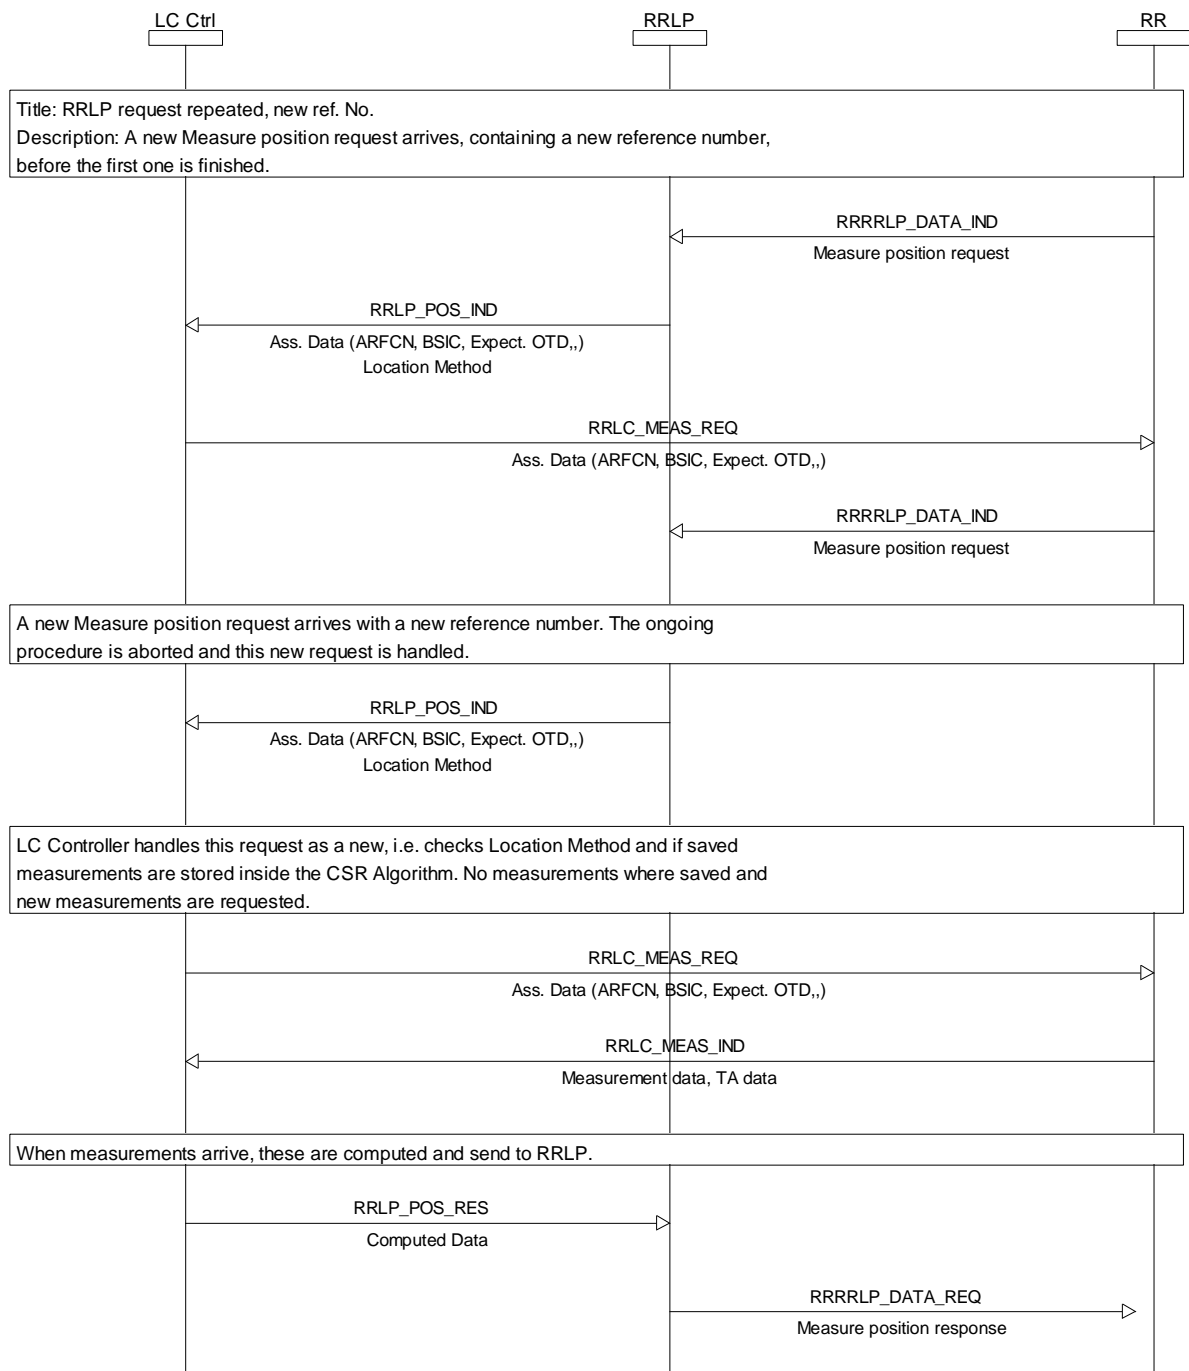 LC Ctrl
RRLP
RR
Title: RRLP request repeated, new ref. No.
Description: A new Measure position request arrives, containing a new reference number,
before the first one is finished.
RRRRLP_DATA_IND
Measure position request
RRLP_POS_IND
Ass. Data (ARFCN, BSIC, Expect. OTD,,)
Location Method
RRLC_MEAS_REQ
Ass. Data (ARFCN, BSIC, Expect. OTD,,)
RRRRLP_DATA_IND
Measure position request
A new Measure position request arrives with a new reference number. The ongoing
procedure is aborted and this new request is handled.
RRLP_POS_IND
Ass. Data (ARFCN, BSIC, Expect. OTD,,)
Location Method
LC Controller handles this request as a new, i.e. checks Location Method and if saved
measurements are stored inside the CSR Algorithm. No measurements where saved and
new measurements are requested.
RRLC_MEAS_REQ
Ass. Data (ARFCN, BSIC, Expect. OTD,,)
RRLC_MEAS_IND
Measurement data, TA data
When measurements arrive, these are computed and send to RRLP.
RRLP_POS_RES
Computed Data
RRRRLP_DATA_REQ
Measure position response